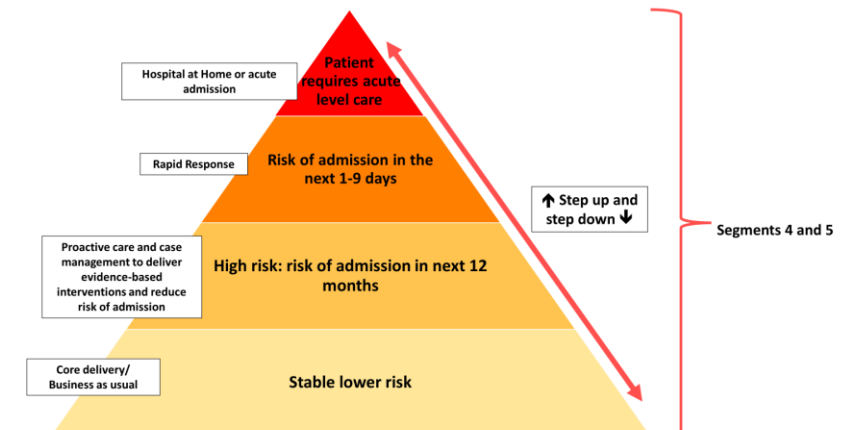 Patient
requires acute
level care
Hospital at Home or acute
admission
Risk of admission in the
next 1-9 days
Rapid Response
↑ Step up and
step down ↓
Segments 4 and 5
High risk: risk of admission in next 12
months
Proactive care and case
management to deliver
evidence-based
interventions and reduce
risk of admission
Stable lower risk
Core delivery/
Business as usual